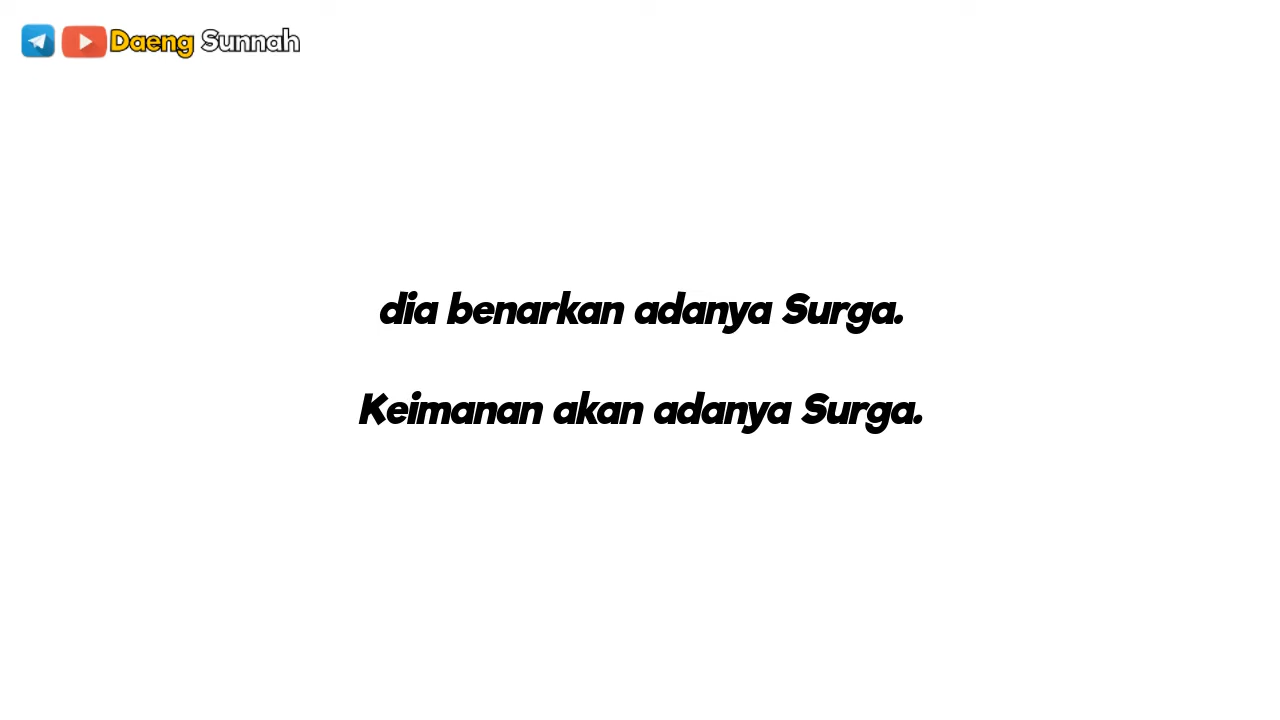 Daeng Sunnah
dia benarkan adanya Surga.
Keimanan akan adanya Surga.